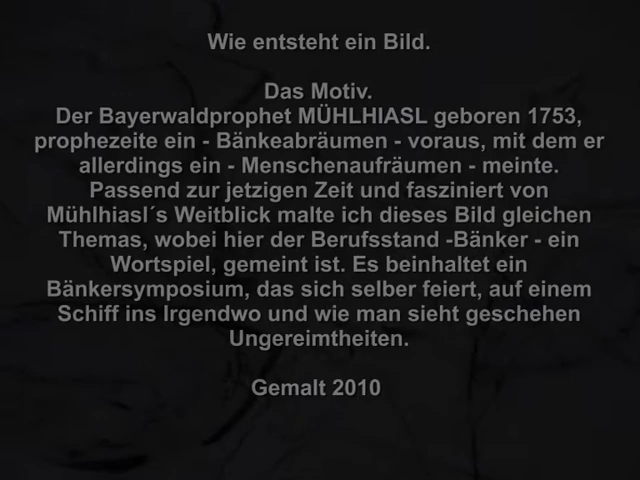 Wie entsteht ein Bild.
Das Motiv.
Der Bayerwaldprophet MÜHLHIASL geboren 1753,
prophezeite ein - Bänkeabräumen - voraus, mit dem er
allerdings ein - Menschenaufräumen - meinte.
Passend zur jetzigen Zeit und fasziniert von
Mühlhiasl´s Weitblick malte ich dieses Bild gleichen
Themas, wobei hier der Berufsstand -Bänker - ein
Wortspiel, gemeint ist. Es beinhaltet ein
Bänkersymposium, das sich selber feiert, auf einem
Schiff ins Irgendwo und wie man sieht geschehen
Ungereimtheiten.
Gemalt 2010